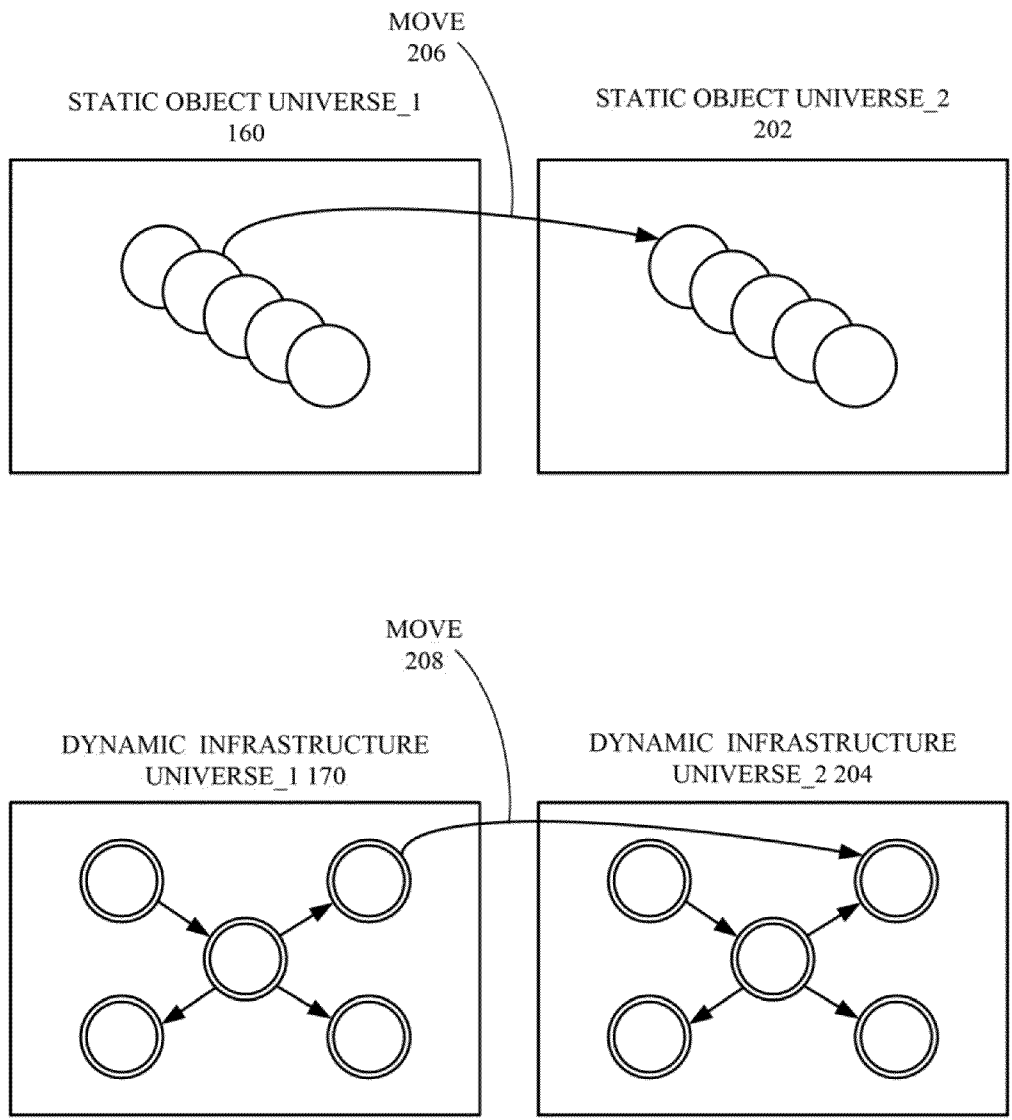 MOVE
206
STATIC OBJECT UNIVERSE_1
160
STATIC OBJECT UNIVERSE_2
202
MOVE
208
DYNAMIC INFRASTRUCTURE
UNIVERSE_1 170
DYNAMIC INFRASTRUCTURE
UNIVERSE_2 204